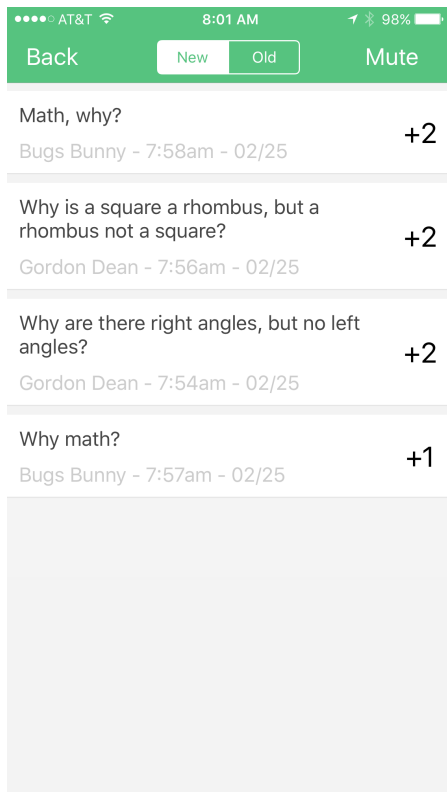 AT&T 8:01 AM 98%
Back New Old Mute
Math, why?
+2
Bugs Bunny - 7:58am - 02/25
Why is a square a rhombus, but a
rhombus not a square?
+2
Gordon Dean - 7:56am - 02/25
Why are there right angles, but no left
angles?
+2
Gordon Dean - 7:54am - 02/25
Why math?
+1
Bugs Bunny - 7:57am - 02/25